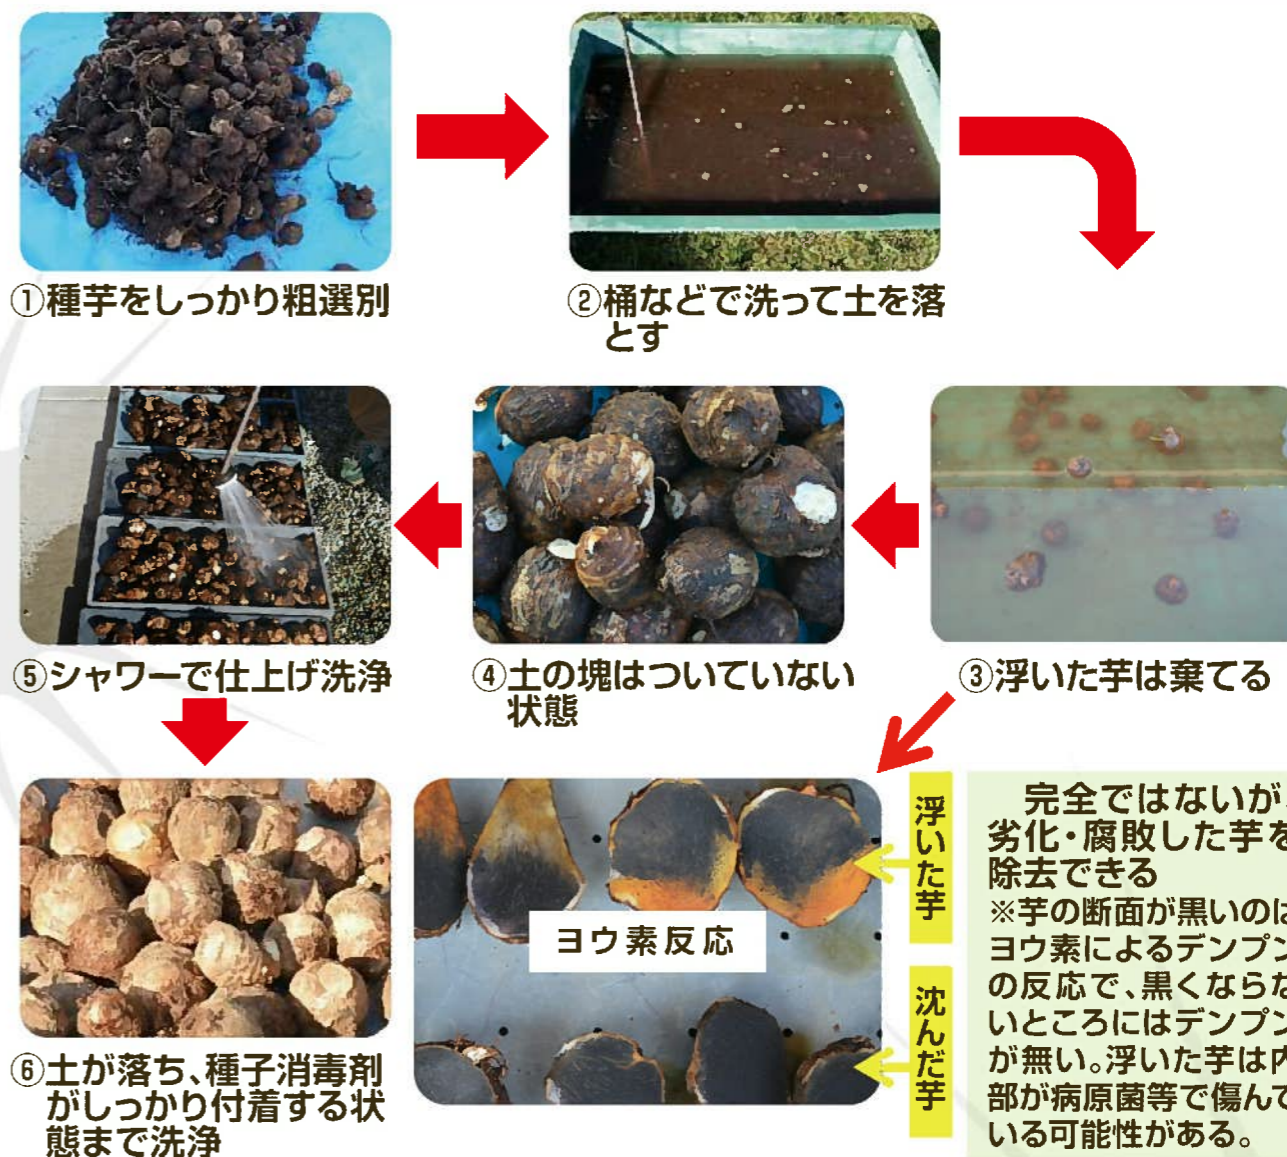 ①種芋をしっかり粗選別
②桶などで洗って土を落
とす
③浮いた芋は棄てる
④土の塊はついていない
状態
⑤シャワーで仕上げ洗浄
⑥土が落ち、種子消毒剤
がしっかり付着する状
態まで洗浄
ヨウ素反応
浮いた芋
沈んだ芋
完全ではないが、
劣化・腐敗した芋を
除去できる
※芋の断面が黒いのは
ヨウ素によるデンプン
の反応で、黒くならな
いところにはデンプン
が無い。浮いた芋は内
部が病原菌等で傷んで
いる可能性がある。